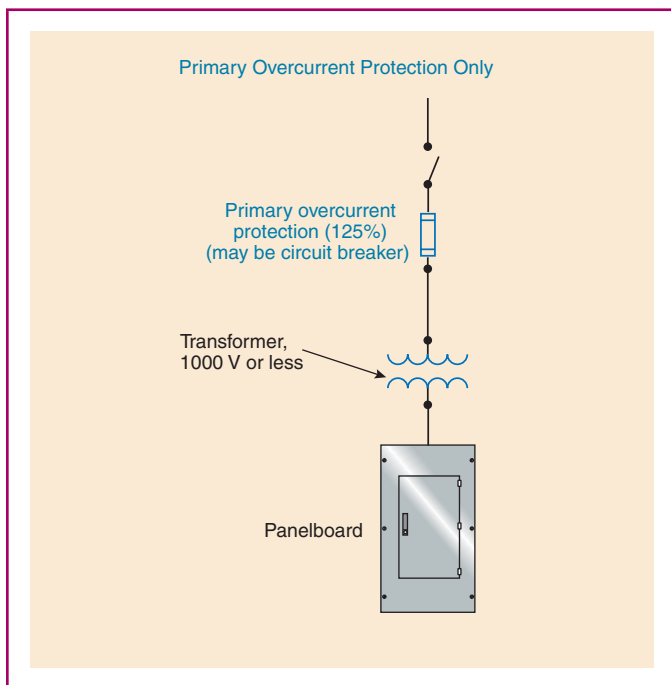 Primary Overcurrent Protection Only
Primary overcurrent
protection (125%)
(may be circuit breaker)
Transformer,
1000 V or less
Panelboard